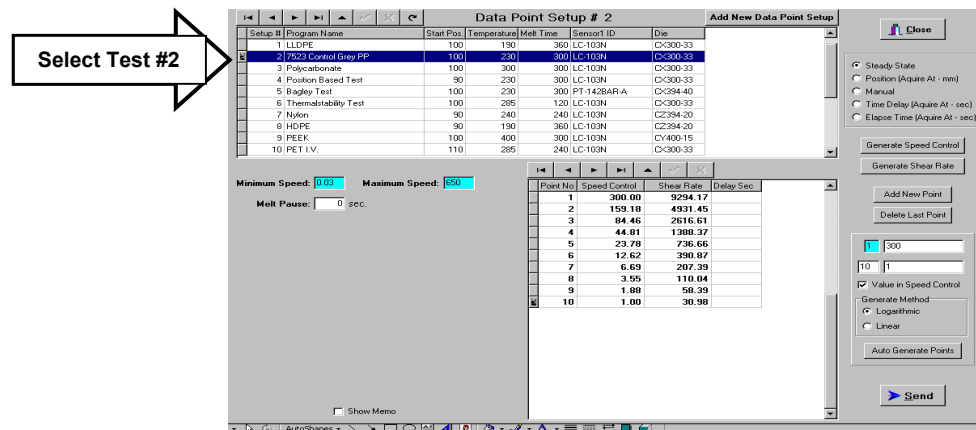 Data Point Setup # 2
Add New Data Point Setup
Select Test #2
Setup # Program Name Start Pos. Temperature Melt Time Sensor1 ID Die
1 LLDPE 100 190 360 LC-103N CX300-33
2 7523 Control Grey PP 100 230 300 LC-103N CX300-33
3 Polycarbonate 100 300 300 LC-103N CX300-33
4 Position Based Test 90 230 300 LC-103N CX300-33
5 Bagley Test 100 230 300 PT-142BAR-A CX394-40
6 Thermalstability Test 100 285 120 LC-103N CX300-33
7 Nylon 90 240 240 LC-103N CZ394-20
8 HDPE 90 190 360 LC-103N CZ394-20
9 PEEK 100 400 300 LC-103N CY400-15
10 PET I.V. 110 285 240 LC-103N CX300-33
Minimum Speed: 0.03 Maximum Speed: 650
Melt Pause: 0 sec.
Point No Speed Control Shear Rate Delay Sec
1 300.00 9294.17
2 159.18 4931.45
3 84.46 2616.61
4 44.81 1388.37
5 23.78 736.66
6 12.62 390.87
7 6.69 207.39
8 3.55 110.04
9 1.88 58.39
10 1.00 30.98
Show Memo
Close
Steady State
Position (Aquire At - mm)
Manual
Time Delay (Aquire At - sec)
Elapse Time (Aquire At - sec)
Generate Speed Control
Generate Shear Rate
Add New Point
Delete Last Point
1 300
10 1
Value in Speed Control
Generate Method
Logarithmic
Linear
Auto Generate Points
Send
AutoShapes